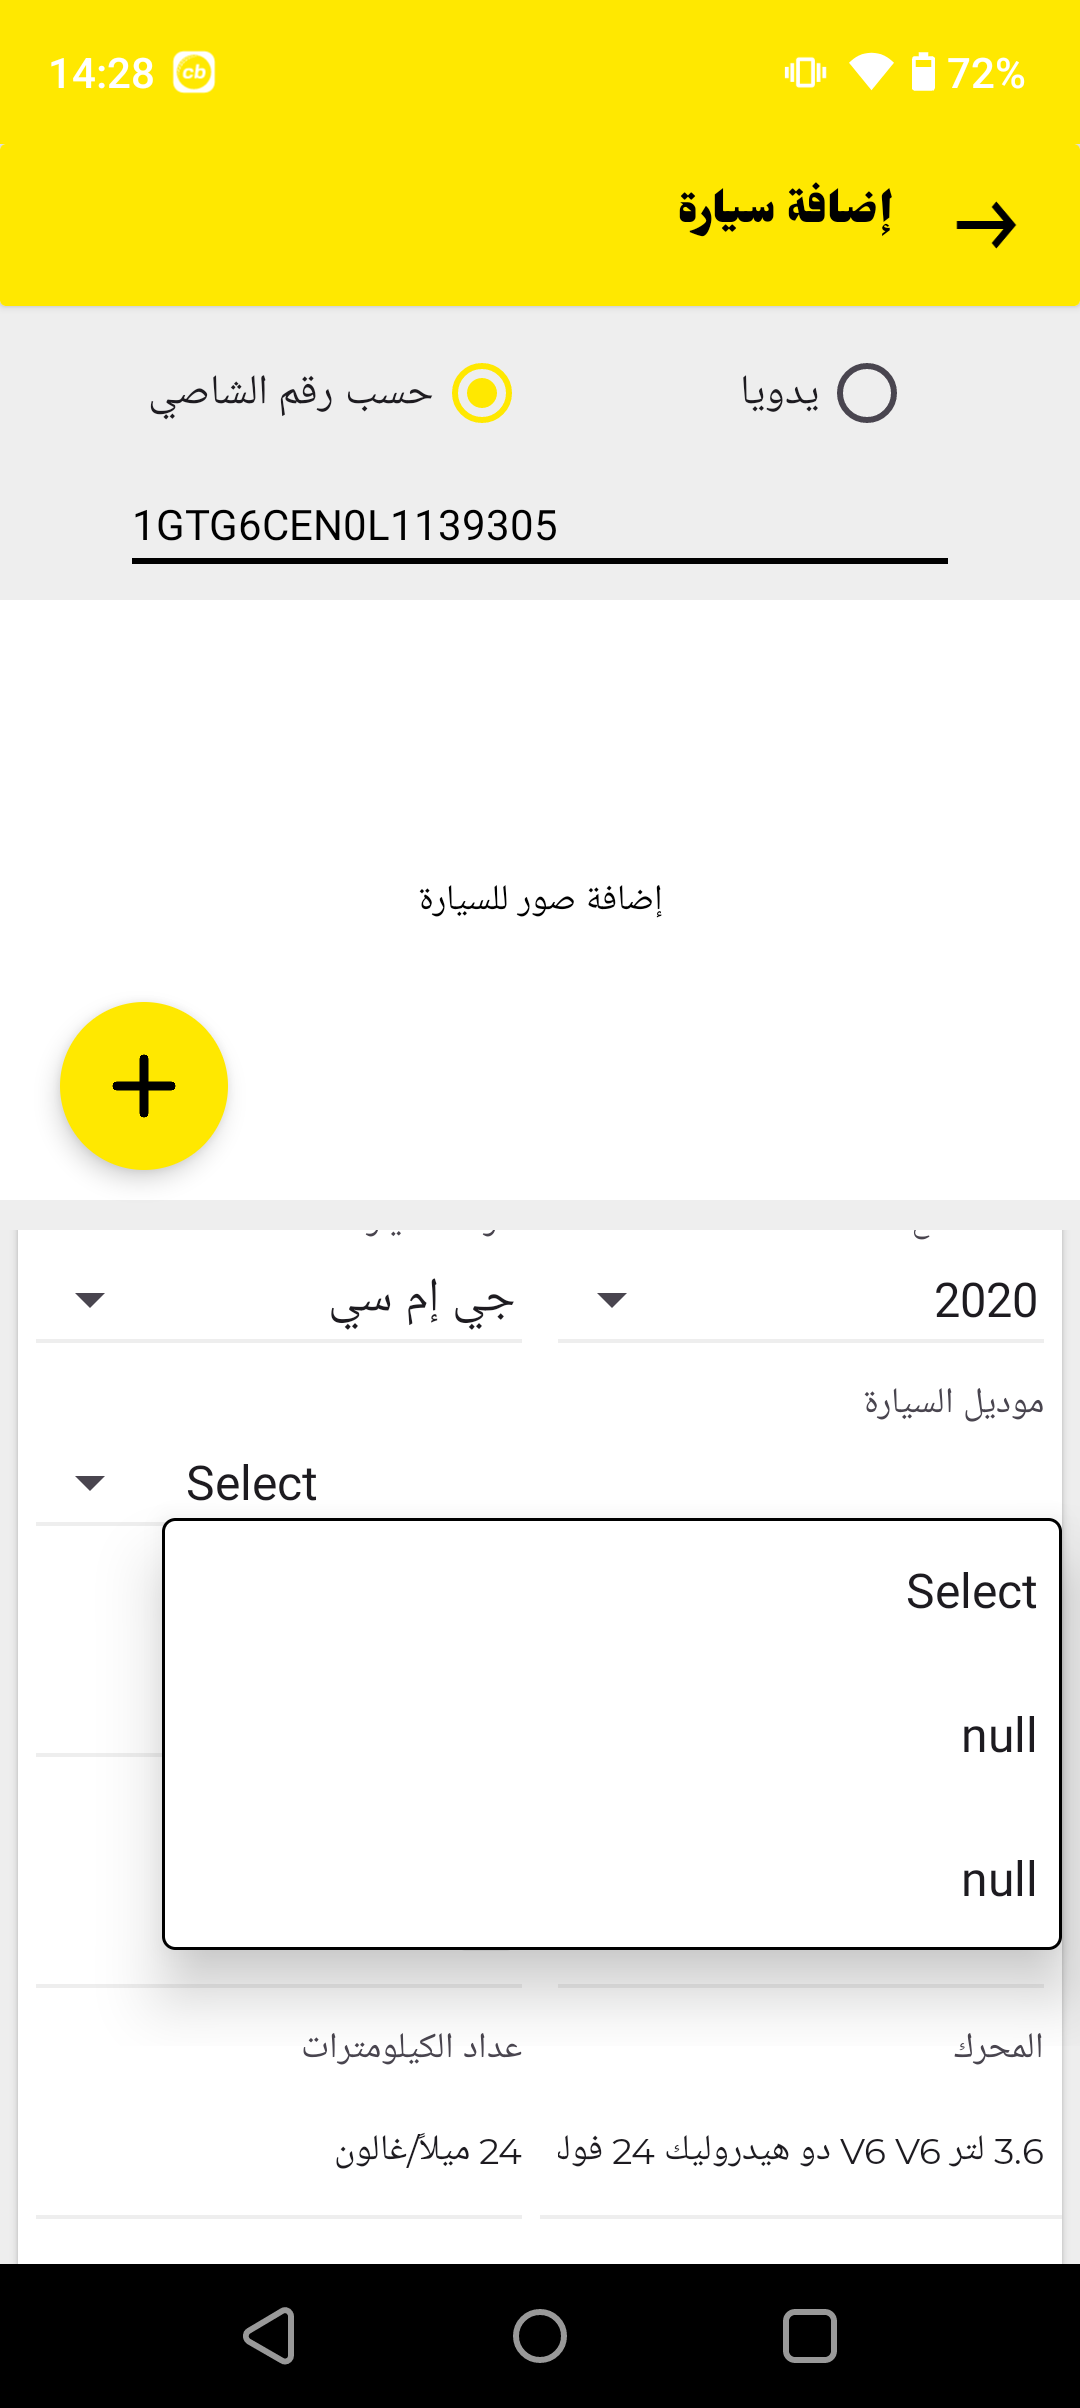 14:28 cb 72%
إضافة سيارة
يدويا حسب رقم الشاصي
1GTG6CEN0L1139305
إضافة صور للسيارة
2020 جي إم سي
موديل السيارة
Select
Select
null
null
المحرك عداد الكيلومترات
3.6 لتر V6 V6 دو هيدروليك 24 فول 24 ميلاً/غالون